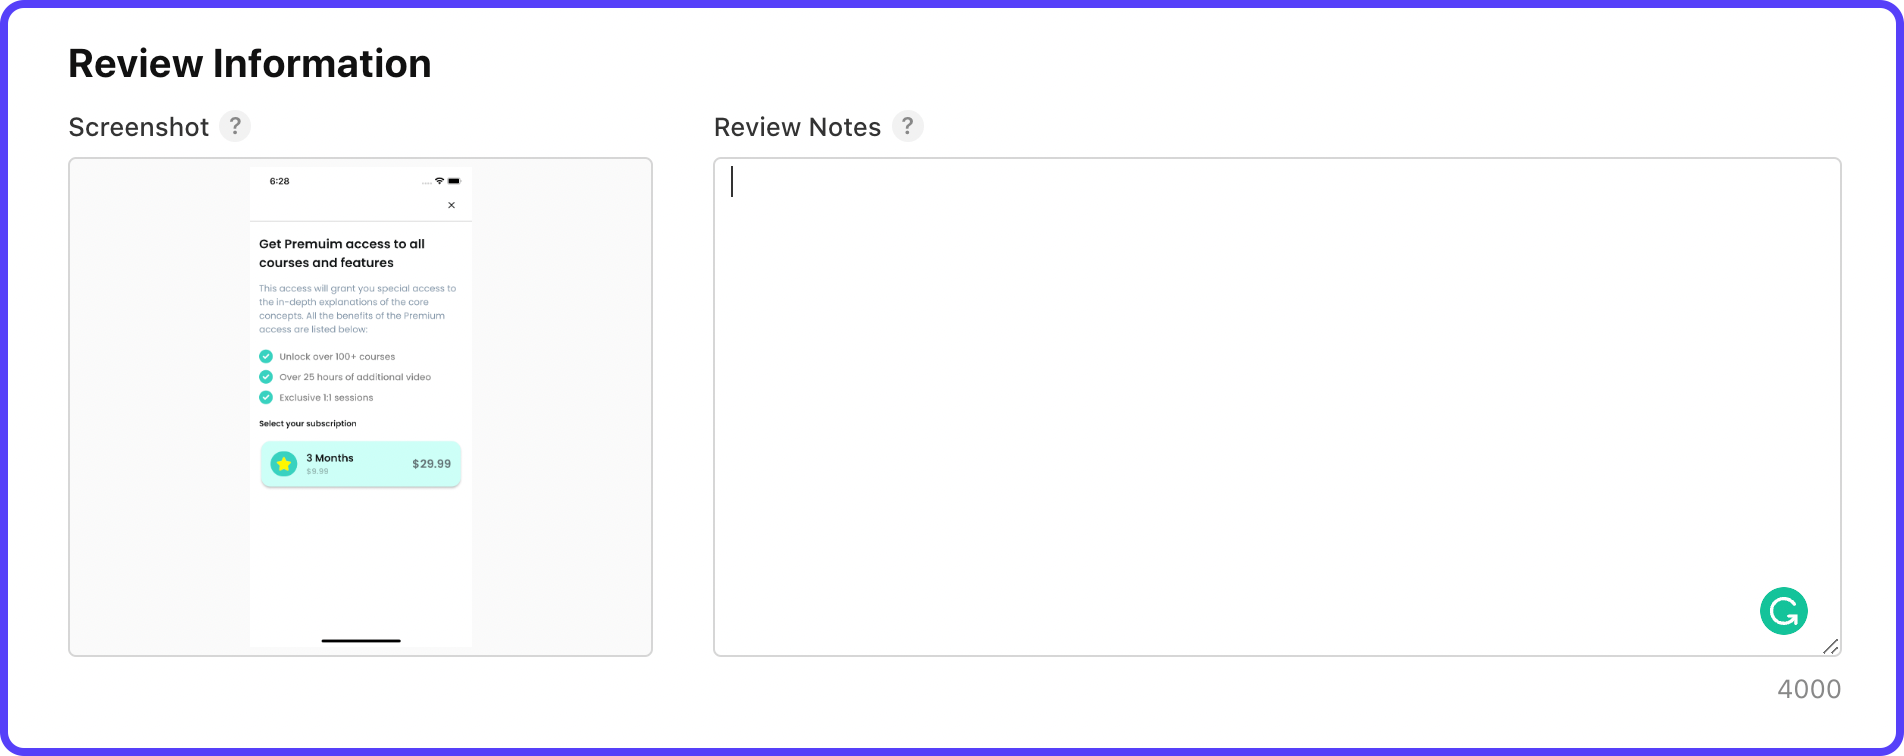 Review Information
Screenshot ?
Review Notes ?
6:28
Get Premuim access to all
courses and features
This access will grant you special access to
the in-depth explanations of the core
concepts. All the benefits of the Premium
access are listed below:
Unlock over 100+ courses
Over 25 hours of additional video
Exclusive 1:1 sessions
Select your subscription
3 Months
$29.99
$9.99
4000